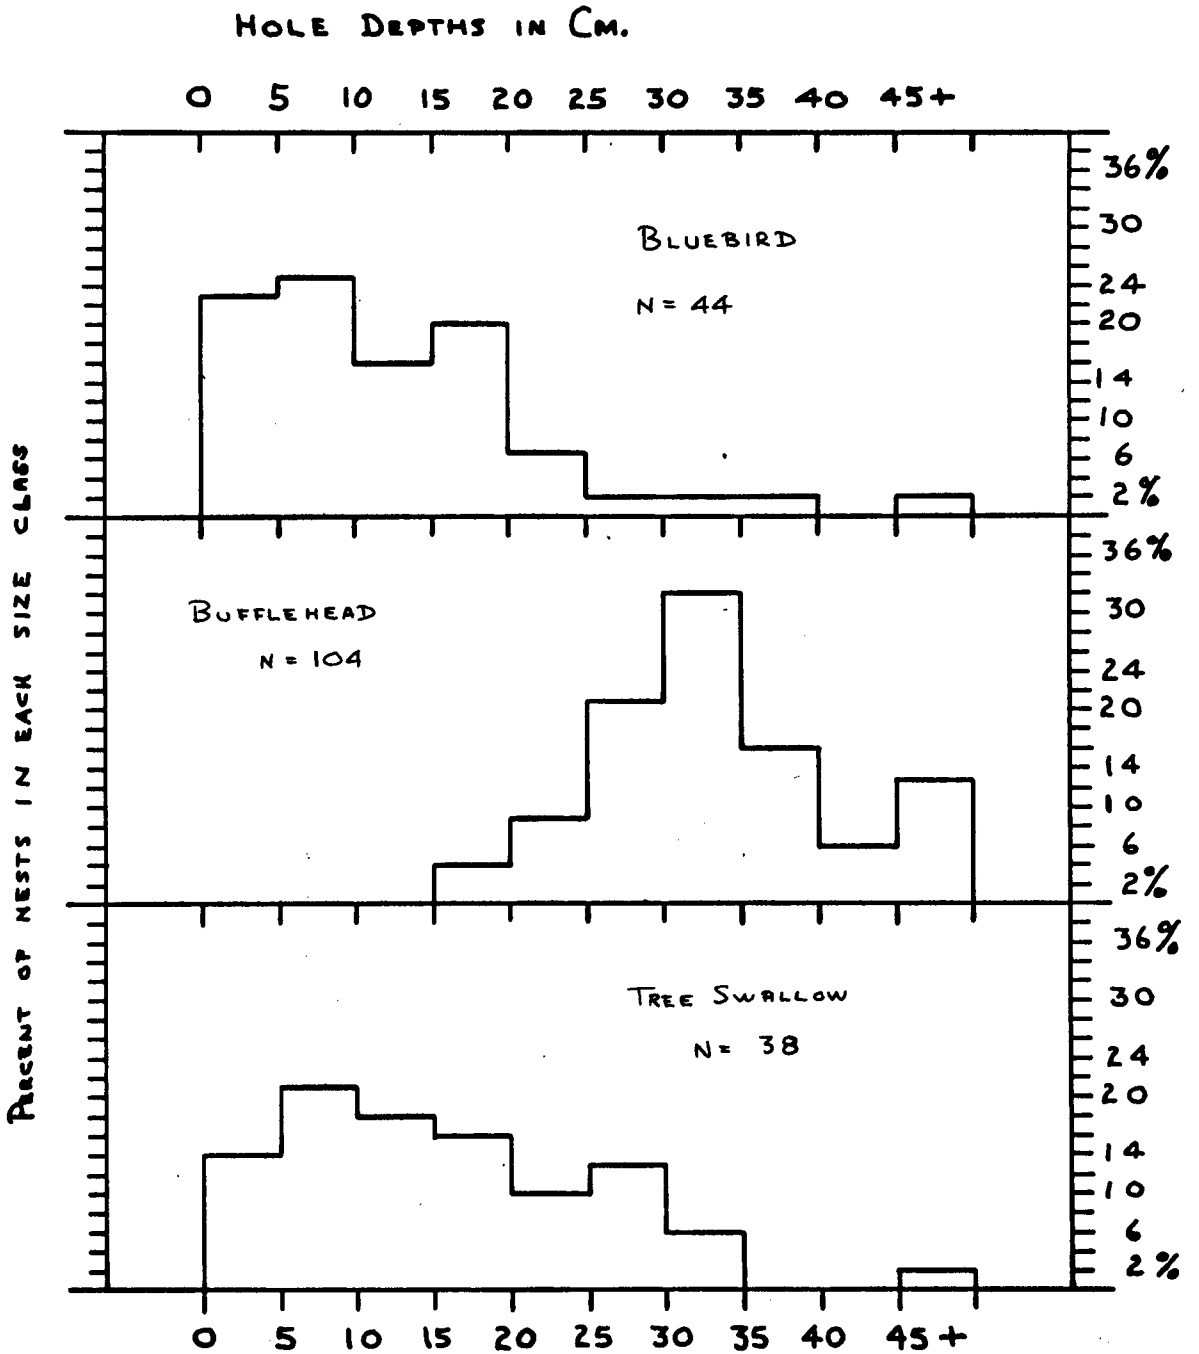 HOLE DEPTHS IN CM.
0 5 10 15 20 25 30 35 40 45+
36%
30
24
20
14
10
6
2%
BLUEBIRD
N = 44
36%
30
24
20
14
10
6
2%
BUFFLEHEAD
N = 104
36%
30
24
20
14
10
6
2%
TREE SWALLOW
N = 38
PERCENT OF NESTS IN EACH SIZE CLASS
0 5 10 15 20 25 30 35 40 45+